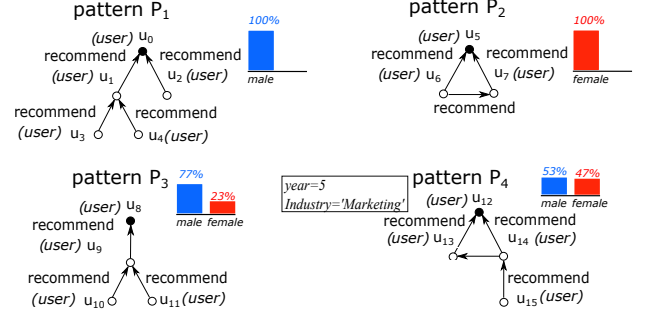 pattern P1
100%
(user) u0
recommend recommend
(user) u1 u2 (user)
male
recommend recommend
(user) u3 u4(user)
pattern P2
100%
(user) u5
recommend recommend
(user) u6 u7 (user)
female
recommend
pattern P3
77%
23%
(user) u8
male female
recommend
(user) u9
recommend recommend
(user) u10 u11(user)
year=5
Industry='Marketing'
pattern P4
53% 47%
(user) u12
male female
recommend recommend
(user) u13 u14 (user)
recommend
u15(user)